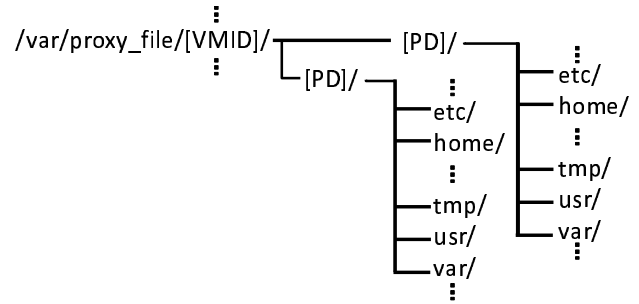 /var/proxy_file/[VMID]/
[PD]/
etc/
home/
tmp/
usr/
var/
[PD]/
etc/
home/
tmp/
usr/
var/